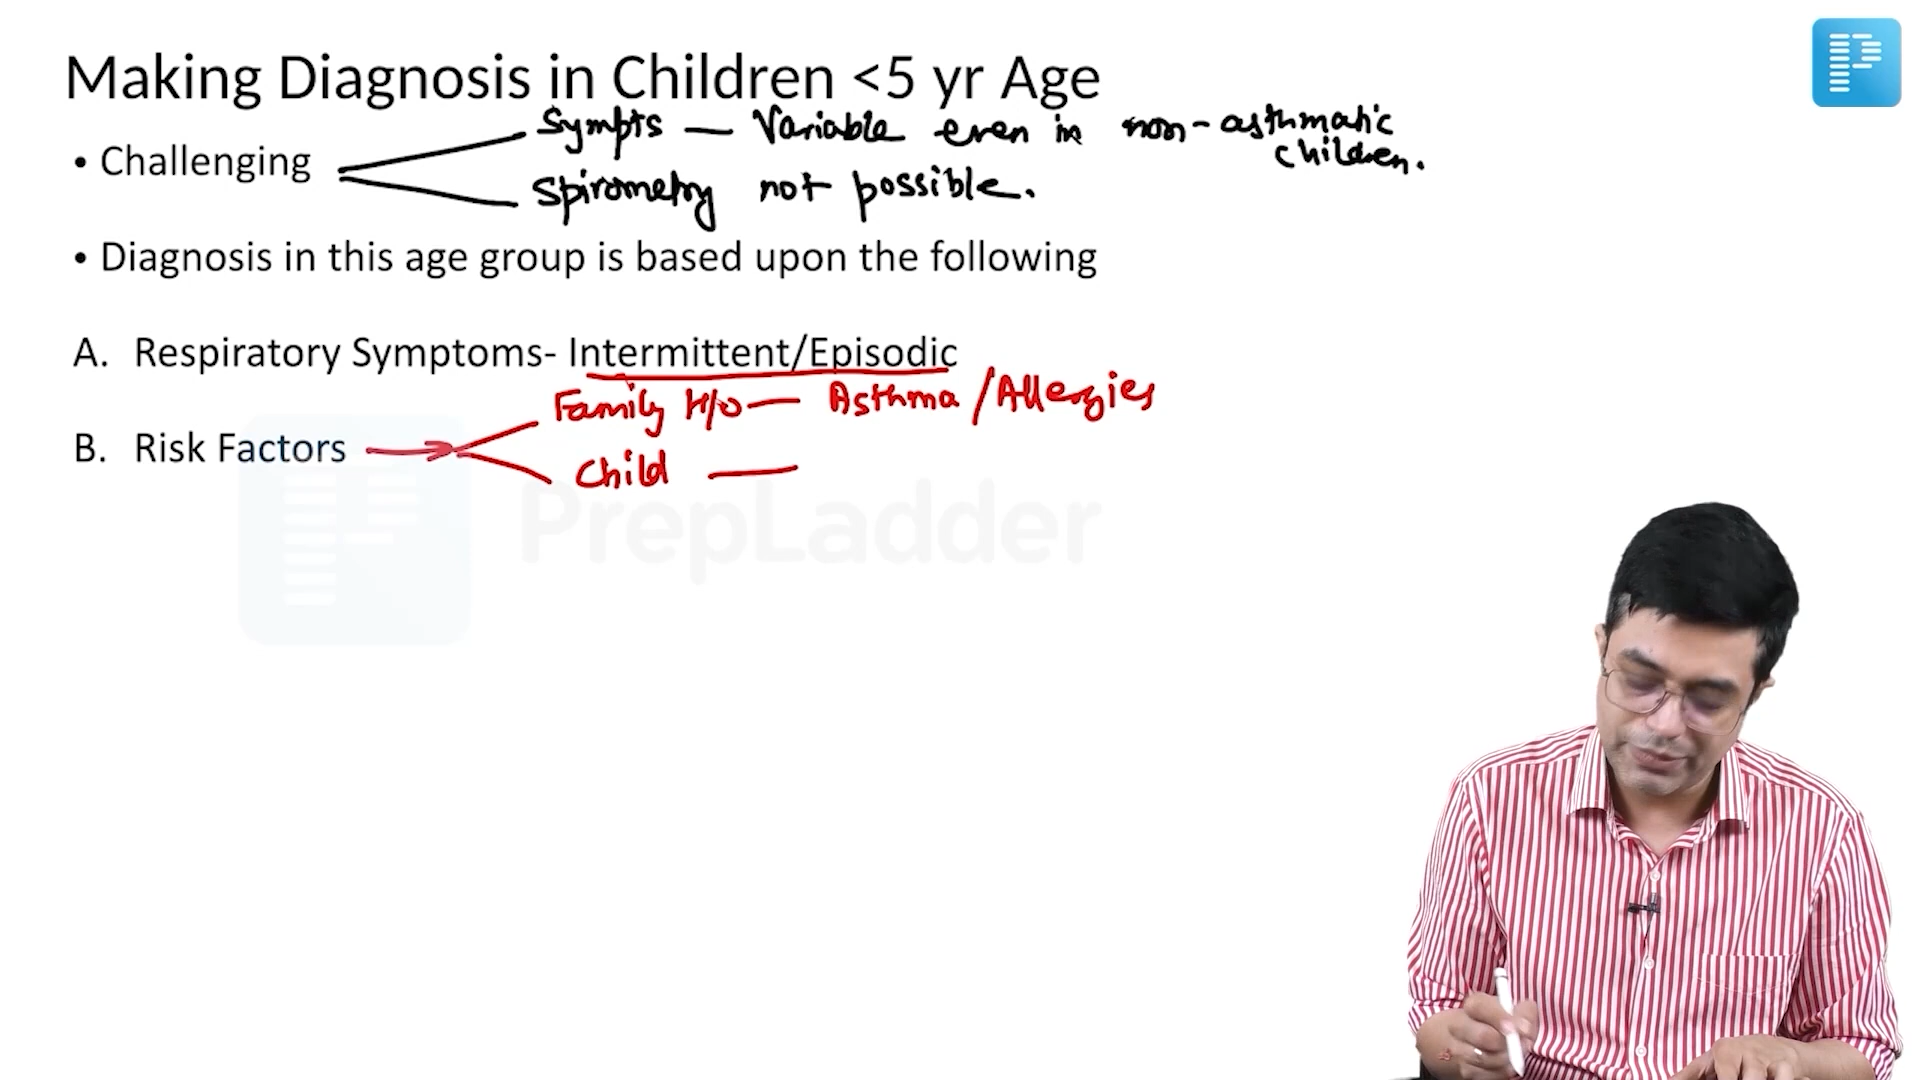 Making Diagnosis in Children <5 yr Age
Sympts — Variable even in non-asthmatic
children.
• Challenging
Spirometry not possible.
• Diagnosis in this age group is based upon the following
A. Respiratory Symptoms- Intermittent/Episodic
Family H/O — Asthma / Allergies
B. Risk Factors
Child —
PrepLadder